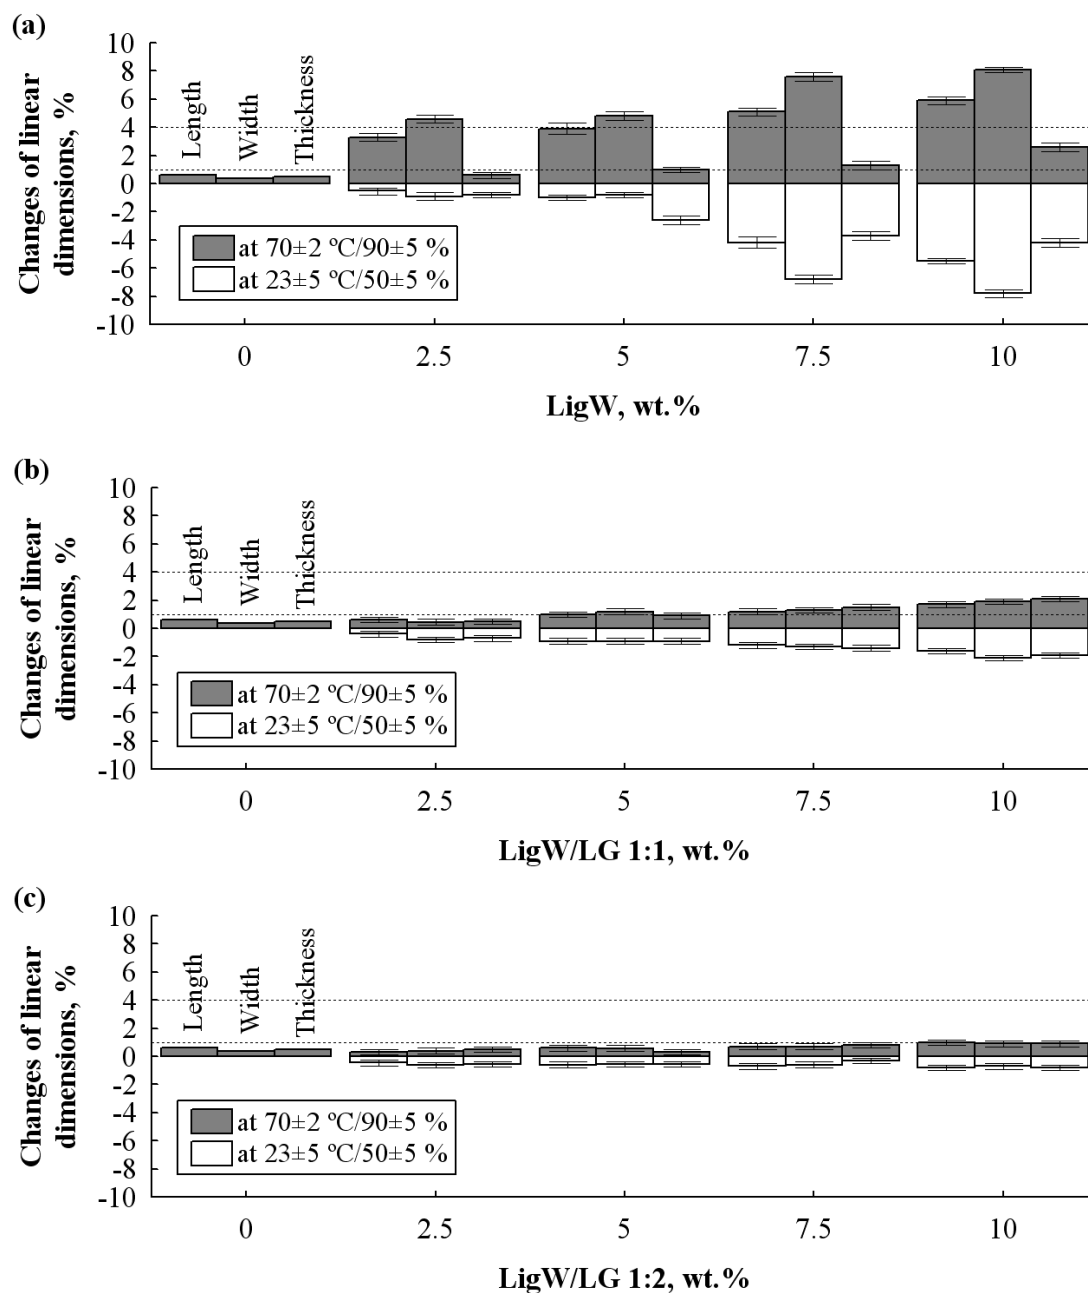 (a)
Changes of linear
dimensions, %
10
8
6
4
2
0
-2
-4
-6
-8
-10
Length
Width
Thickness
at 70±2 ºC/90±5 %
at 23±5 ºC/50±5 %
0 2.5 5 7.5 10
LigW, wt.%
(b)
Changes of linear
dimensions, %
10
8
6
4
2
0
-2
-4
-6
-8
-10
Length
Width
Thickness
at 70±2 ºC/90±5 %
at 23±5 ºC/50±5 %
0 2.5 5 7.5 10
LigW/LG 1:1, wt.%
(c)
Changes of linear
dimensions, %
10
8
6
4
2
0
-2
-4
-6
-8
-10
Length
Width
Thickness
at 70±2 ºC/90±5 %
at 23±5 ºC/50±5 %
0 2.5 5 7.5 10
LigW/LG 1:2, wt.%